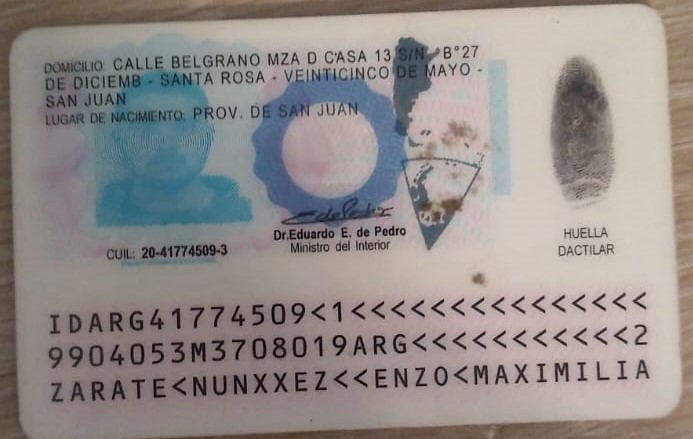 DOMICILIO: CALLE BELGRANO MZA D CASA 13 S/N °B°27
DE DICIEMB - SANTA ROSA - VEINTICINCO DE MAYO -
SAN JUAN
LUGAR DE NACIMIENTO: PROV. DE SAN JUAN
CUIL: 20-41774509-3
Dr.Eduardo E. de Pedro
Ministro del Interior
HUELLA
DACTILAR
IDARG41774509<1<<<<<<<<<<<<<<<
9904053M3708019ARG<<<<<<<<<<<2
ZARATE<NUNXXEZ<<ENZO<MAXIMILIA